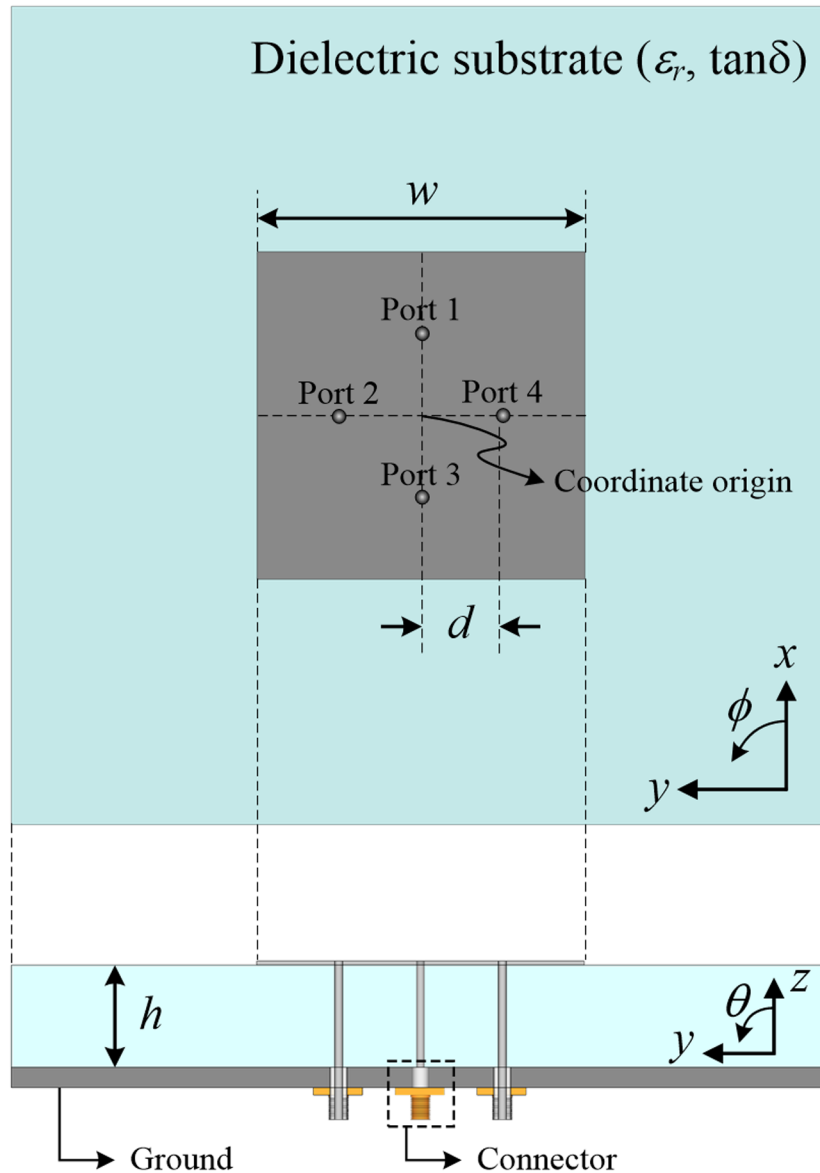 Dielectric substrate (εr, tanδ)
w
Port 1
Port 2
Port 4
Port 3
Coordinate origin
d
x
ϕ
y
h
z
θ
y
Ground
Connector